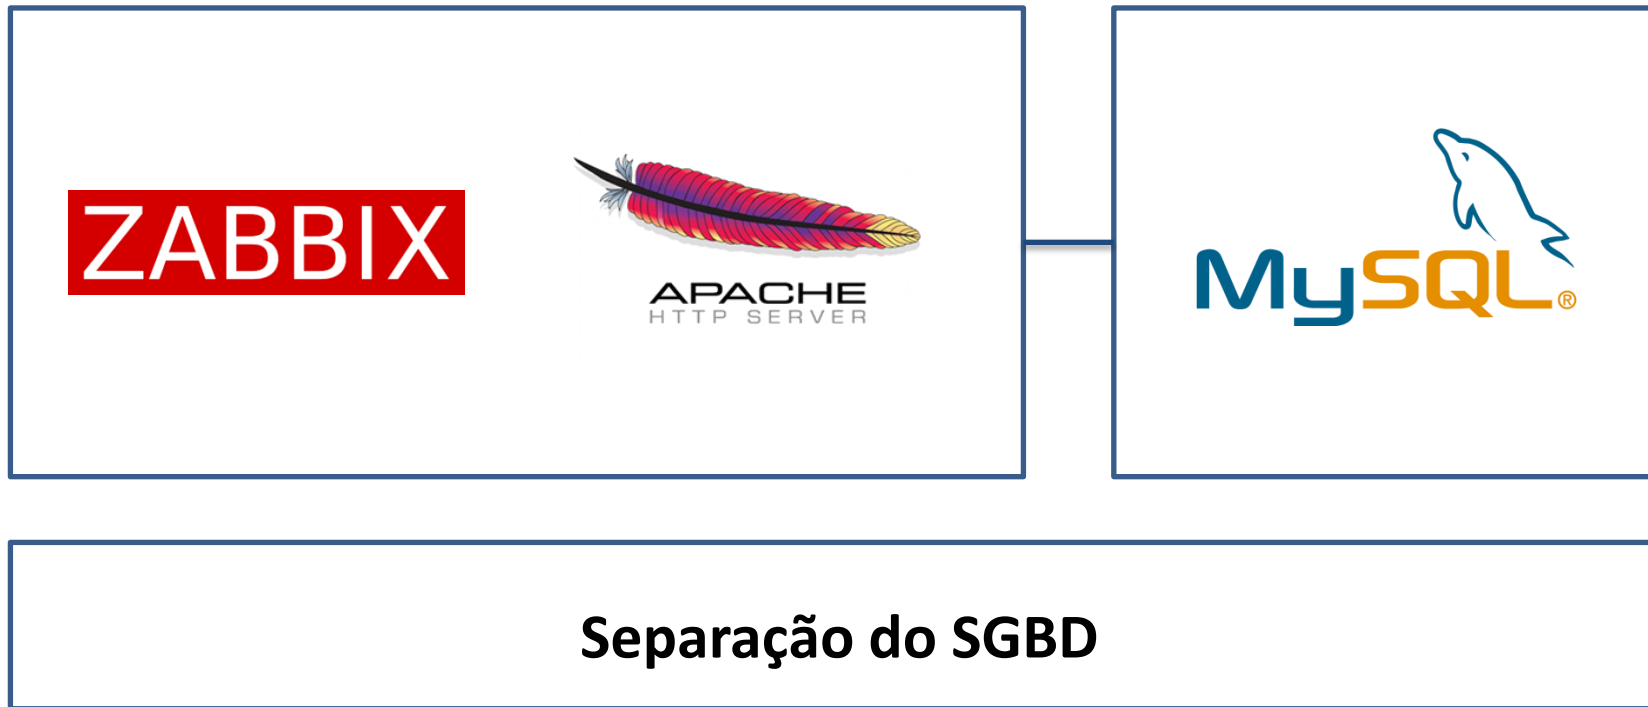 ZABBIX
APACHE
HTTP SERVER
MySQL®
Separação do SGBD